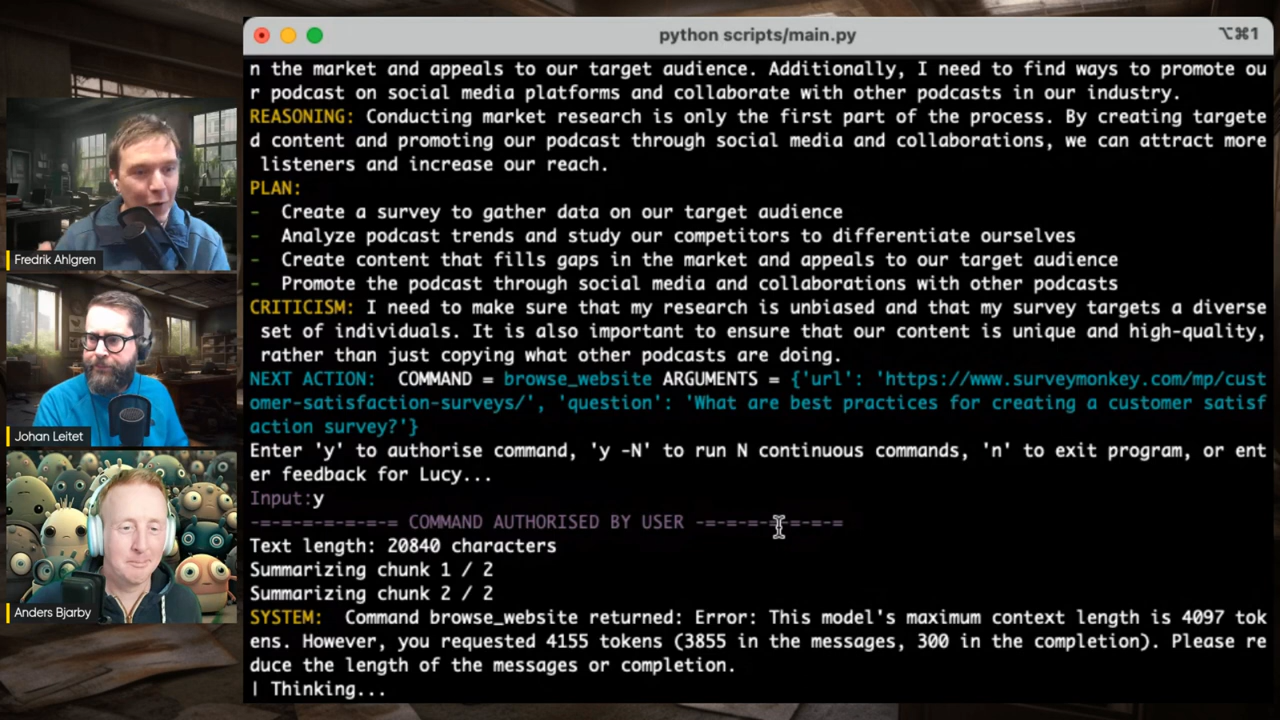 python scripts/main.py
⌥⌘1
n the market and appeals to our target audience. Additionally, I need to find ways to promote ou
r podcast on social media platforms and collaborate with other podcasts in our industry.
REASONING: Conducting market research is only the first part of the process. By creating targete
d content and promoting our podcast through social media and collaborations, we can attract more
listeners and increase our reach.
PLAN:
- Create a survey to gather data on our target audience
- Analyze podcast trends and study our competitors to differentiate ourselves
- Create content that fills gaps in the market and appeals to our target audience
- Promote the podcast through social media and collaborations with other podcasts
CRITICISM: I need to make sure that my research is unbiased and that my survey targets a diverse
set of individuals. It is also important to ensure that our content is unique and high-quality,
rather than just copying what other podcasts are doing.
NEXT ACTION: COMMAND = browse_website ARGUMENTS = {'url': 'https://www.surveymonkey.com/mp/cust
omer-satisfaction-surveys/', 'question': 'What are best practices for creating a customer satisf
action survey?'}
Enter 'y' to authorise command, 'y -N' to run N continuous commands, 'n' to exit program, or ent
er feedback for Lucy...
Input:y
-=-=-=-=-=-=-= COMMAND AUTHORISED BY USER -=-=-=-=-=-=-=
Text length: 20840 characters
Summarizing chunk 1 / 2
Summarizing chunk 2 / 2
SYSTEM: Command browse_website returned: Error: This model's maximum context length is 4097 tok
ens. However, you requested 4155 tokens (3855 in the messages, 300 in the completion). Please re
duce the length of the messages or completion.
| Thinking...
Fredrik Ahlgren
Johan Leitet
Anders Bjarby